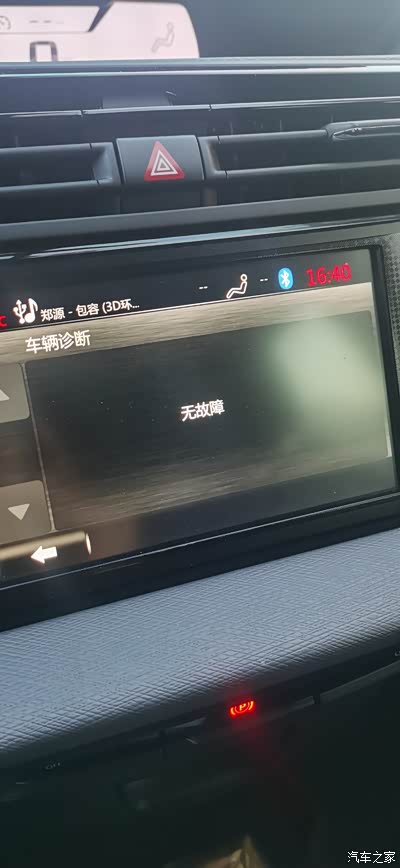 0
郑源 - 包容 (3D环...
--
--
16:40
车辆诊断
无故障
(P)
汽车之家